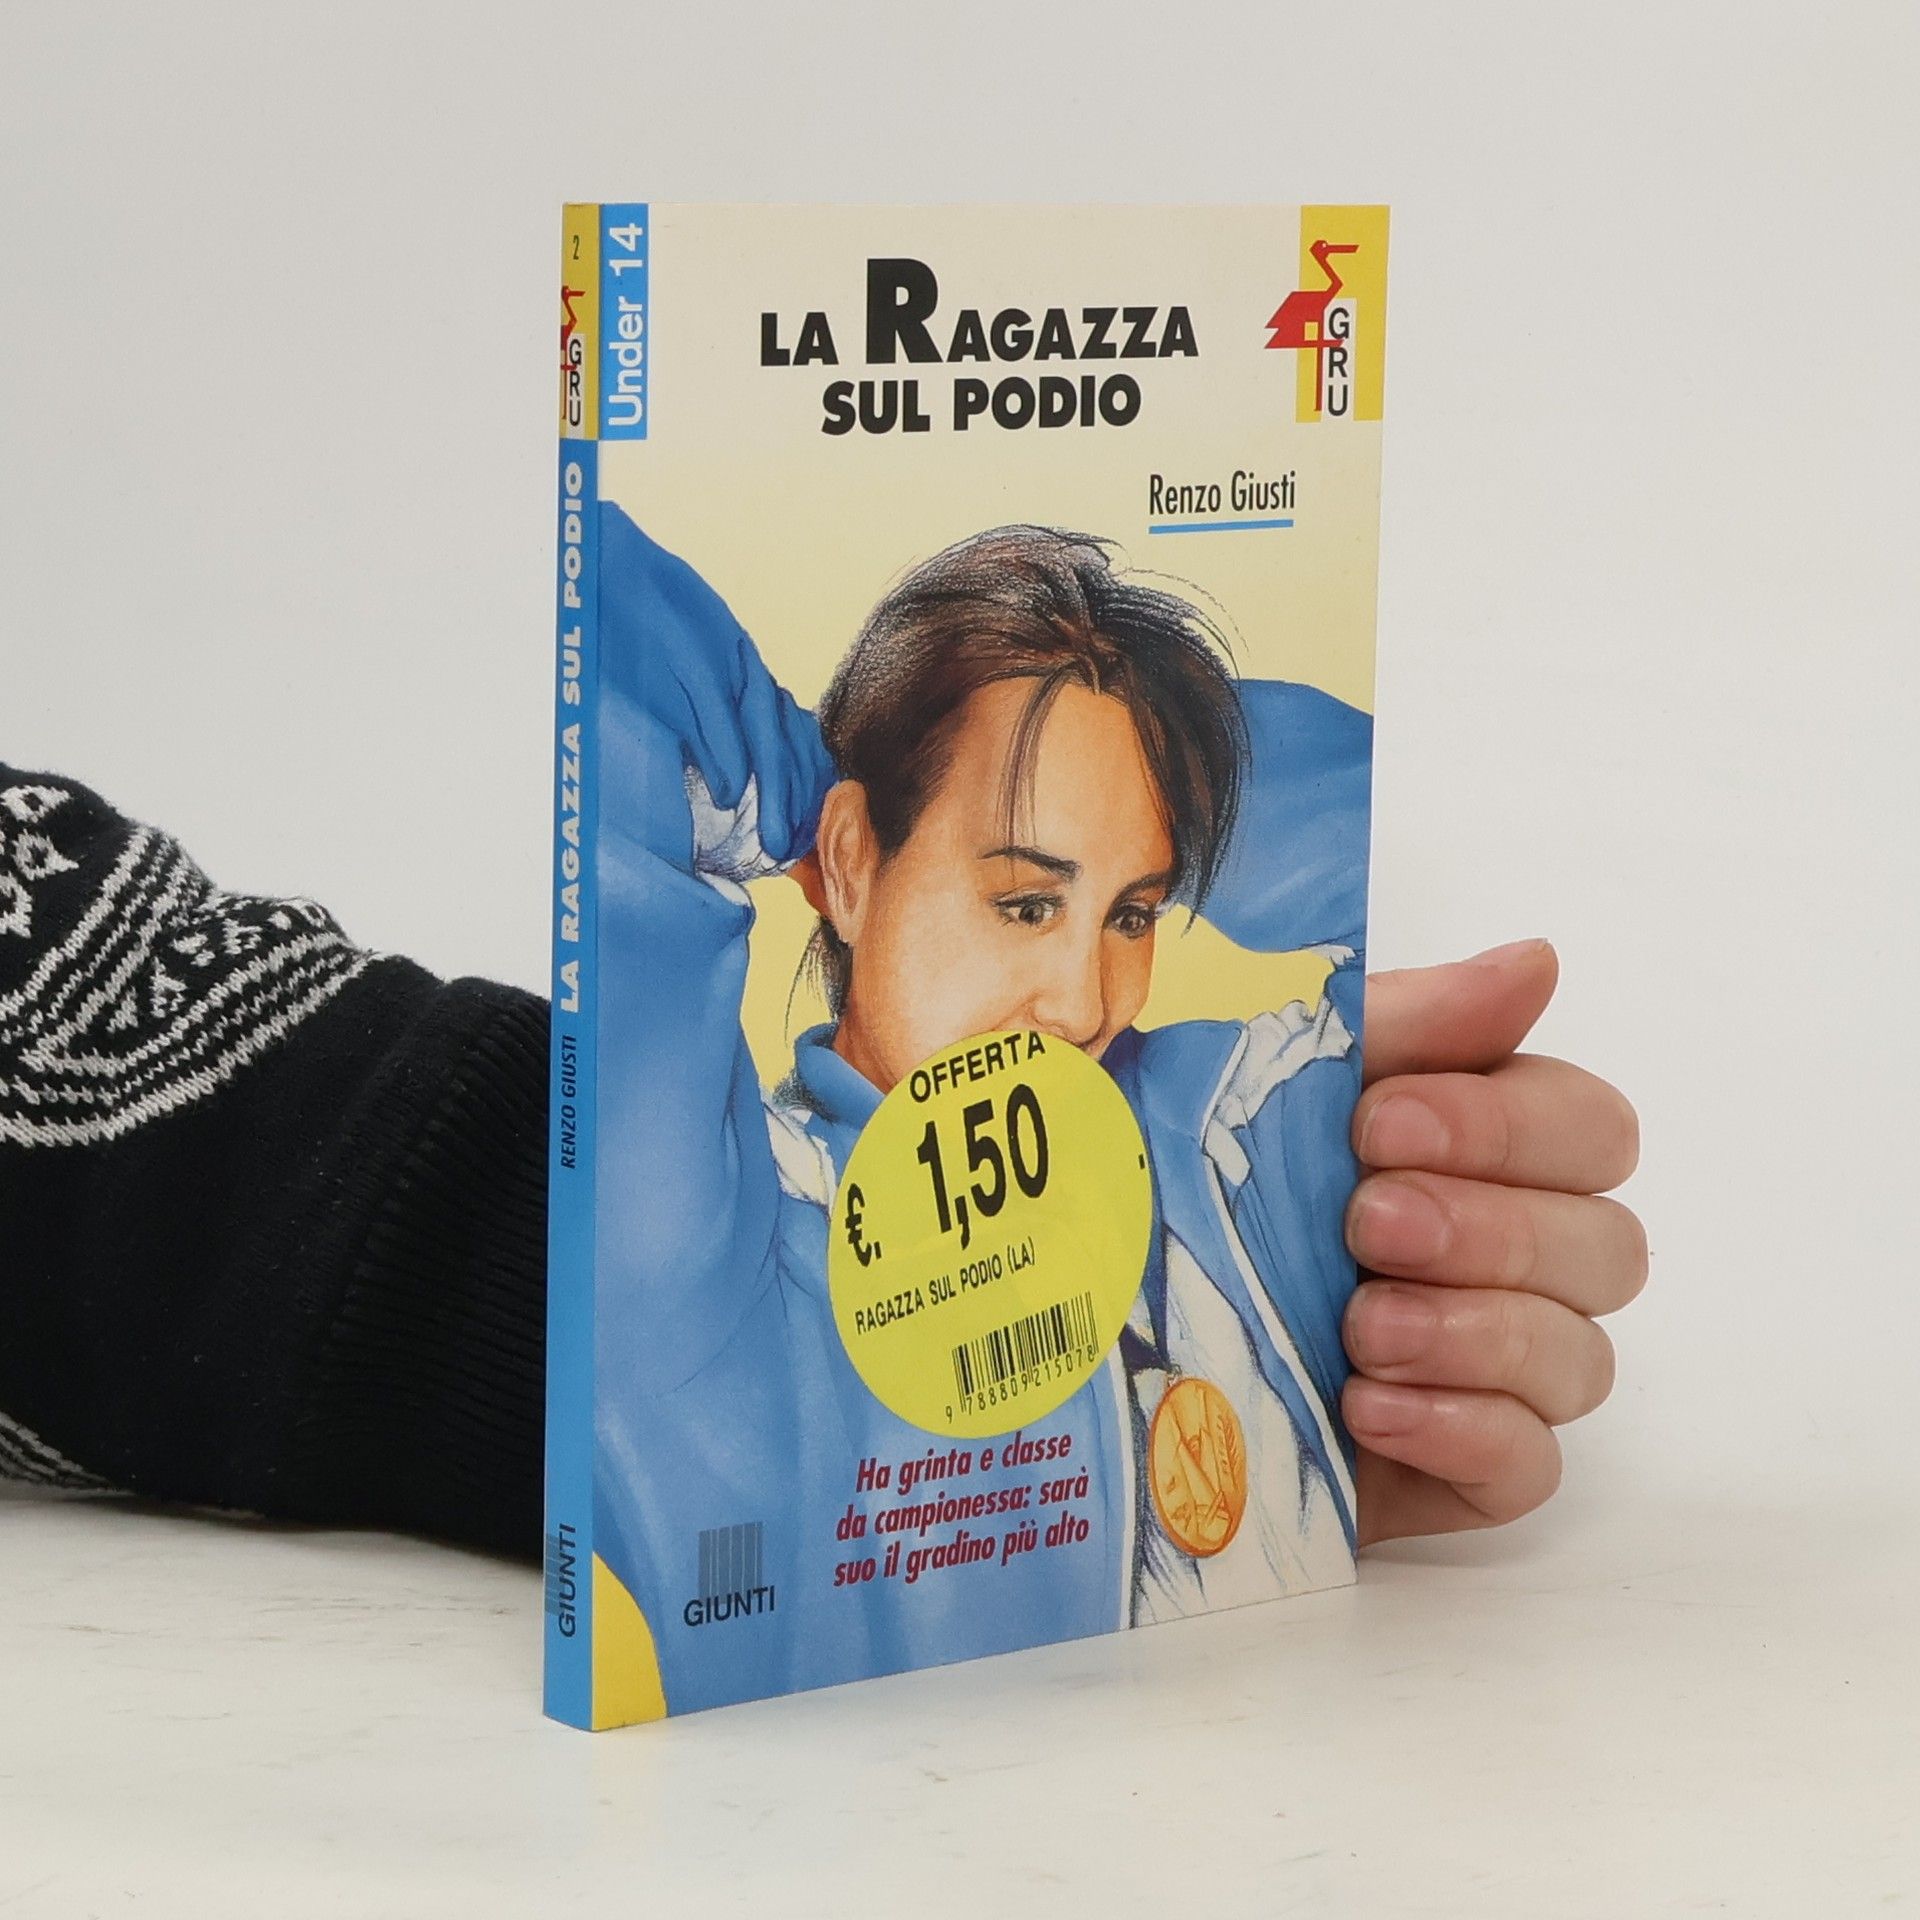 2
GRU
LA RAGAZZA SUL PODIO
RENZO GIUSTI
GIUNTI
Under 14
LA RAGAZZA
SUL PODIO
GRU
Renzo Giusti
OFFERTA
€. 1,50
RAGAZZA SUL PODIO (LA)
9 788809 215078
Ha grinta e classe
da campionessa: sarà
suo il gradino più alto
GIUNTI